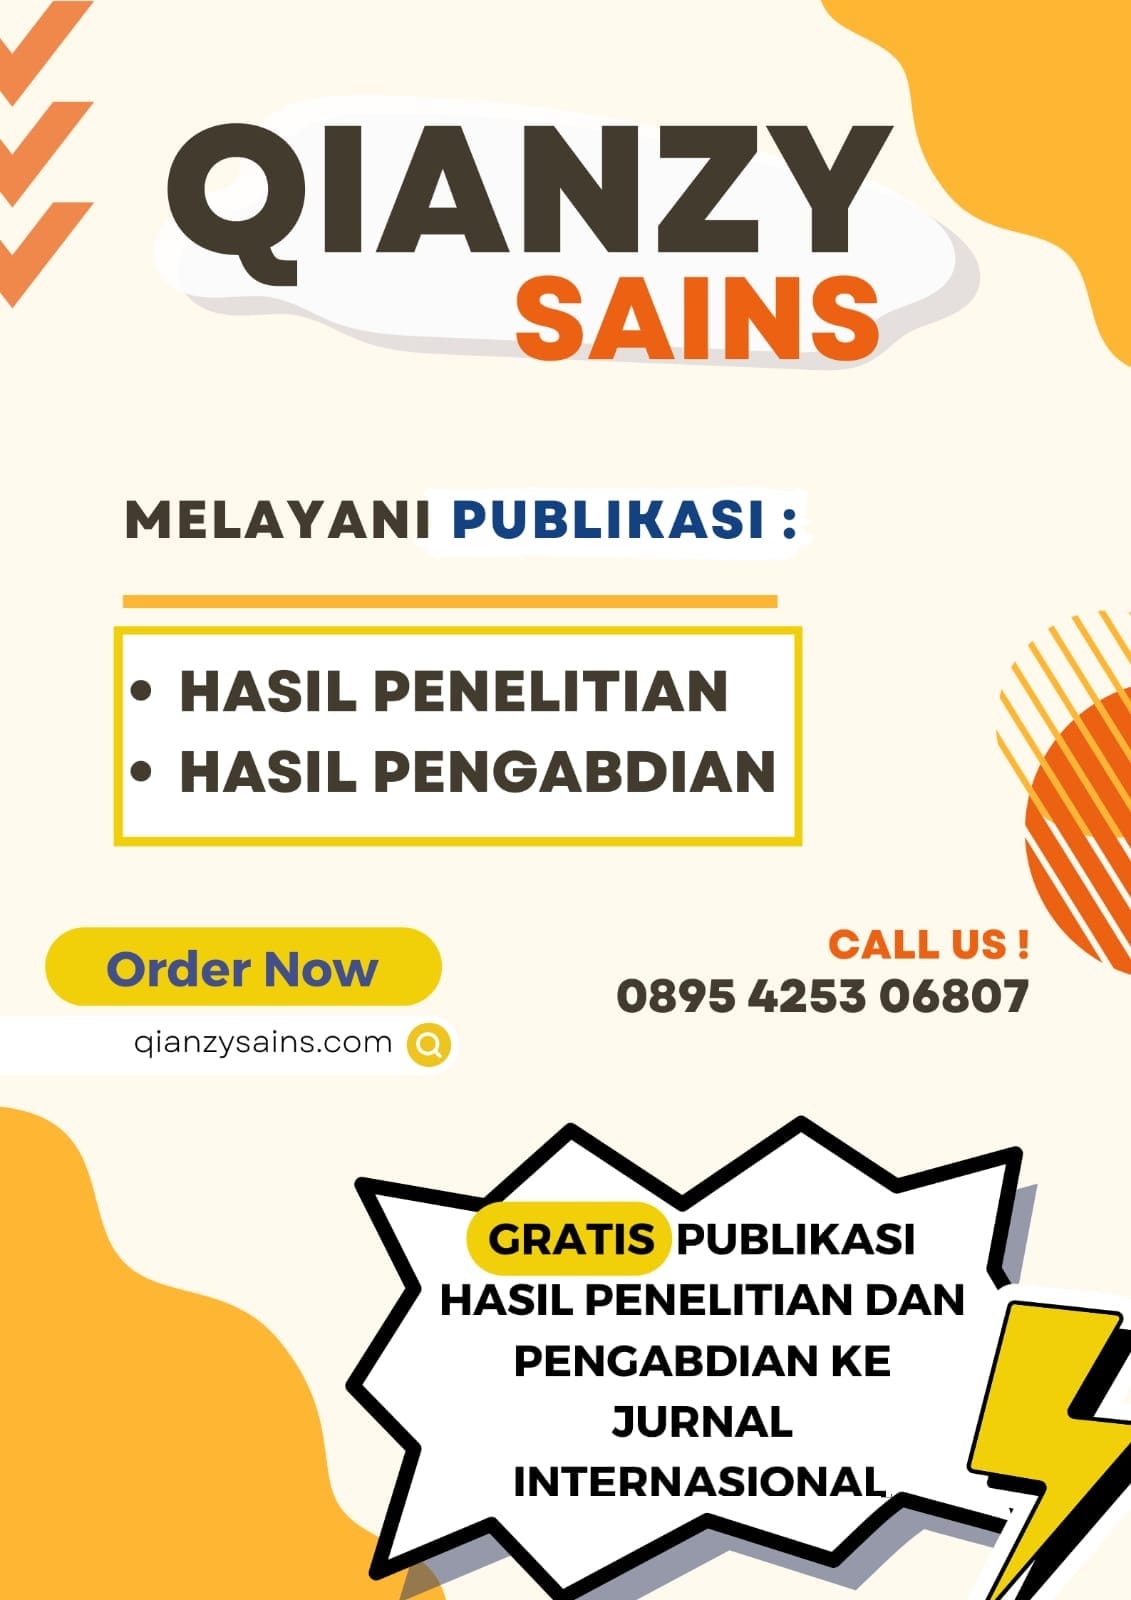 QIANZY
SAINS
MELAYANI PUBLIKASI :
• HASIL PENELITIAN
• HASIL PENGABDIAN
Order Now
qianzysains.com
CALL US !
0895 4253 06807
GRATIS PUBLIKASI
HASIL PENELITIAN DAN
PENGABDIAN KE
JURNAL
INTERNASIONAL